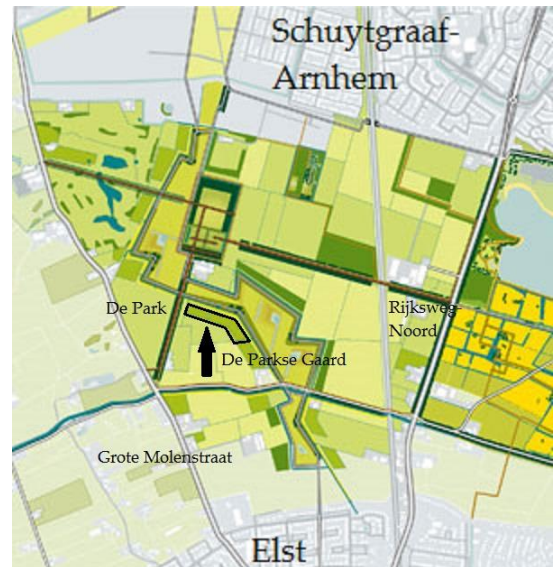 Schuytgraaf-
Arnhem
De Park
Rijksweg-
Noord
De Parkse Gaard
Grote Molenstraat
Elst